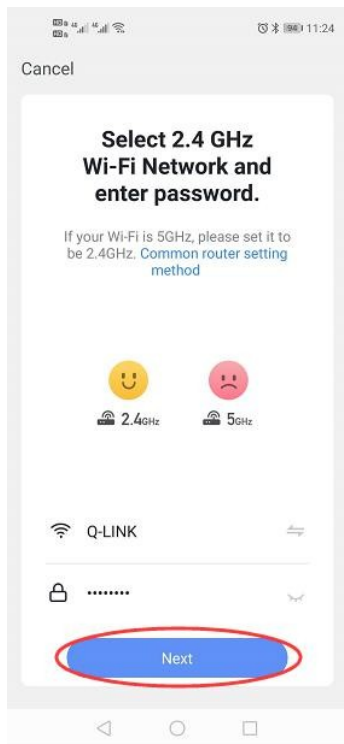 94 11:24
Cancel
Select 2.4 GHz
Wi-Fi Network and
enter password.
If your Wi-Fi is 5GHz, please set it to
be 2.4GHz. Common router setting
method
2.4GHz 5GHz
Q-LINK
••••••••
Next